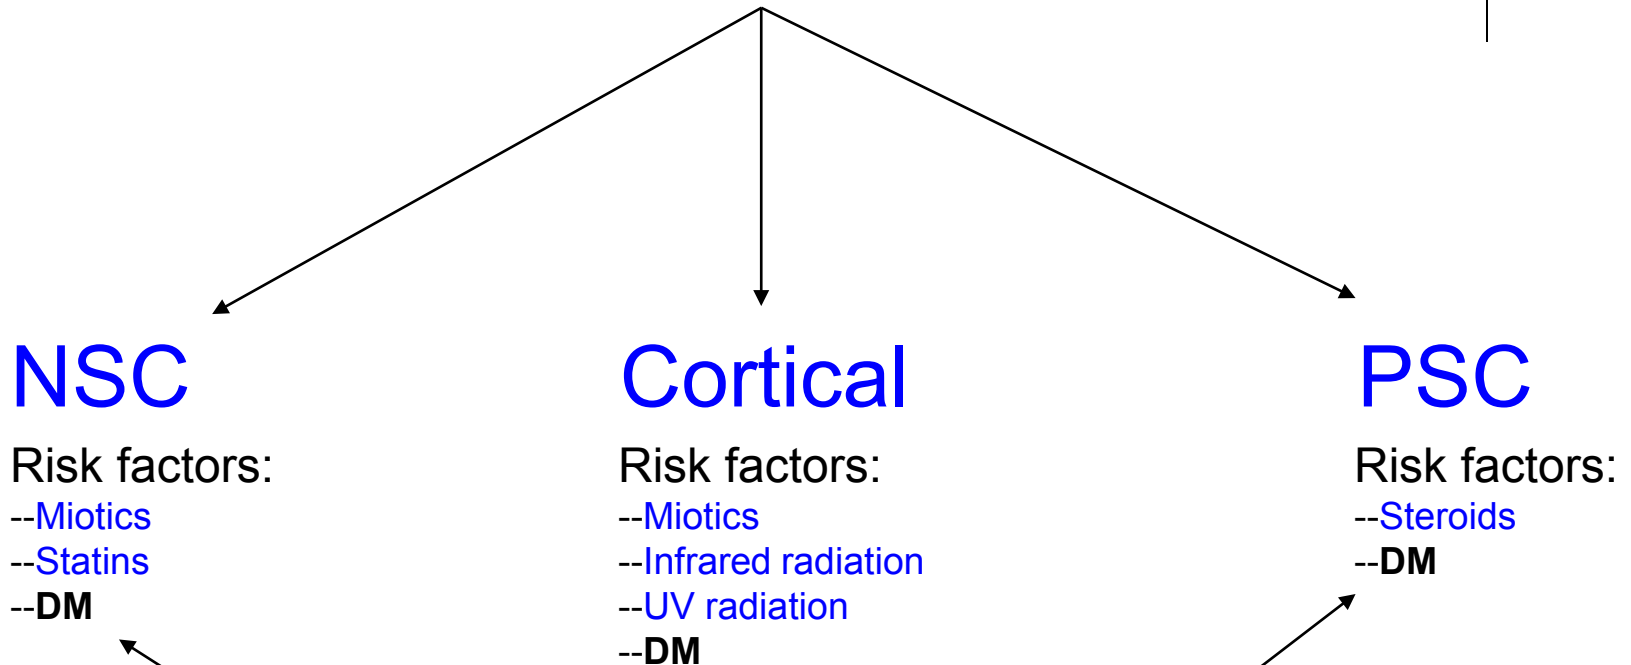 NSC
Risk factors:
--Miotics
--Statins
--DM
Cortical
Risk factors:
--Miotics
--Infrared radiation
--UV radiation
--DM
PSC
Risk factors:
--Steroids
--DM